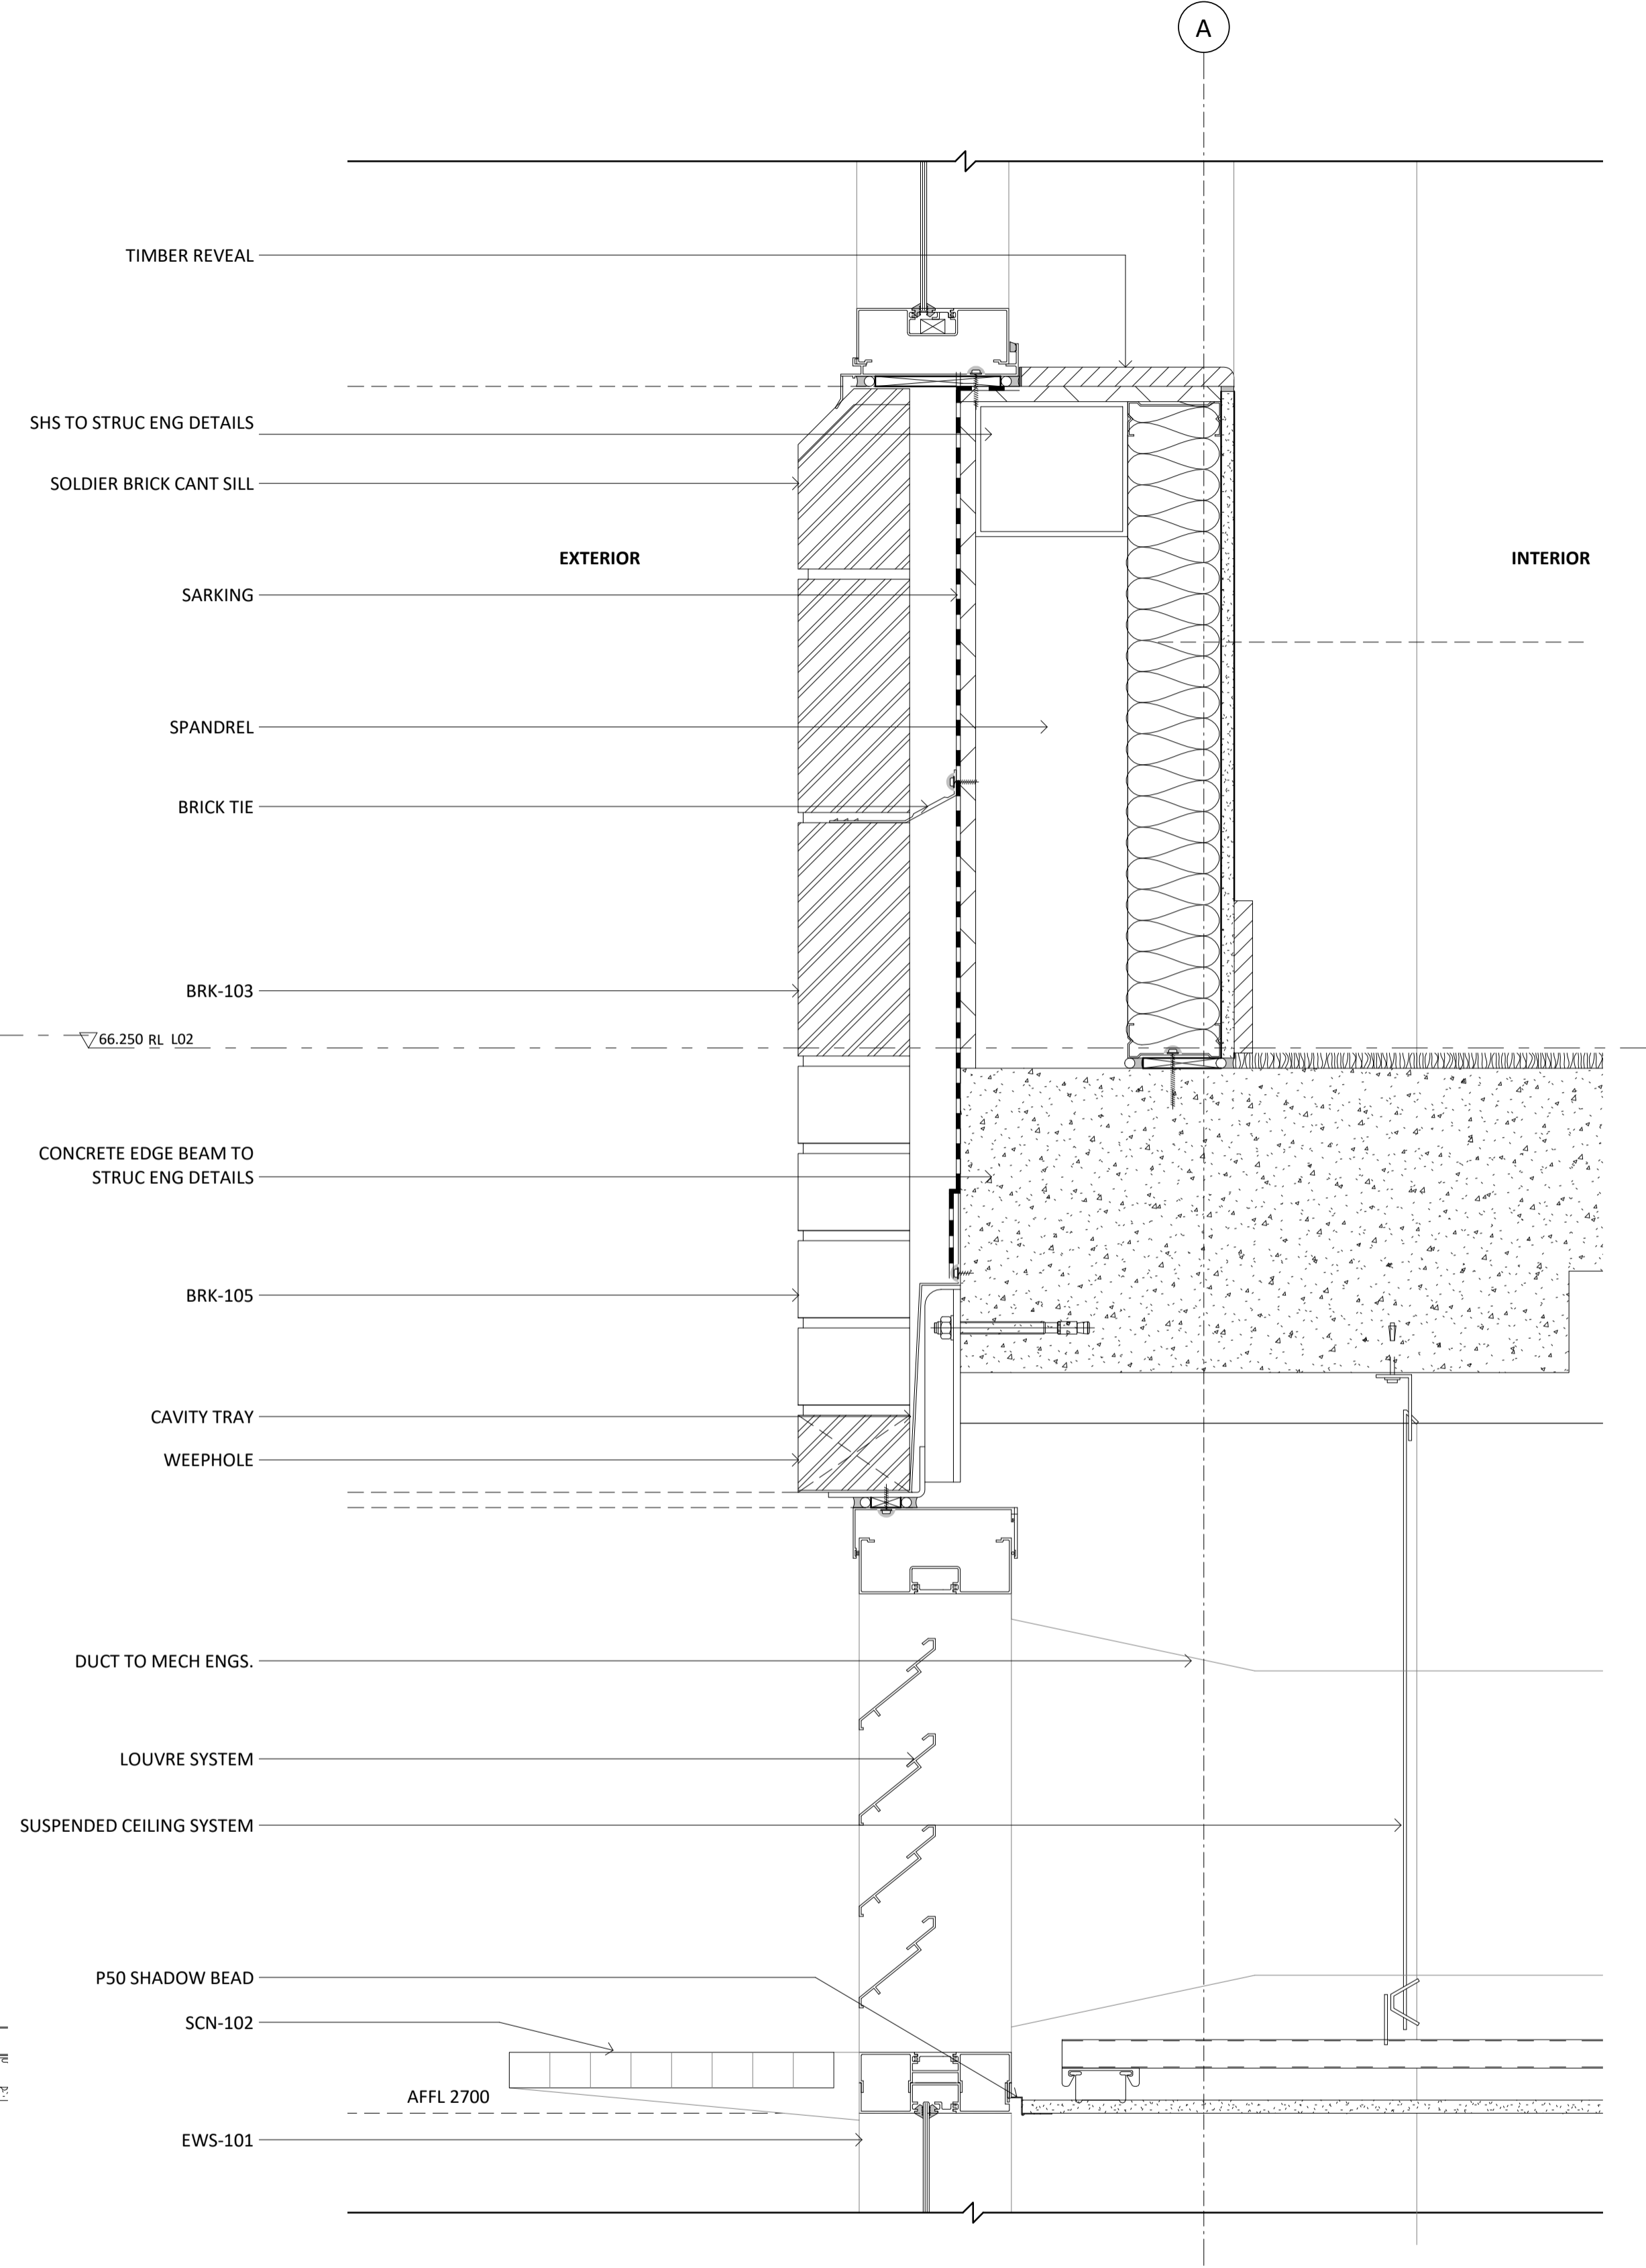 A
TIMBER REVEAL
SHS TO STRUC ENG DETAILS
SOLDIER BRICK CANT SILL
EXTERIOR
INTERIOR
SARKING
SPANDREL
BRICK TIE
BRK-103
66.250 RL L02
CONCRETE EDGE BEAM TO
STRUC ENG DETAILS
BRK-105
CAVITY TRAY
WEEPHOLE
DUCT TO MECH ENGS.
LOUVRE SYSTEM
SUSPENDED CEILING SYSTEM
P50 SHADOW BEAD
SCN-102
AFFL 2700
EWS-101